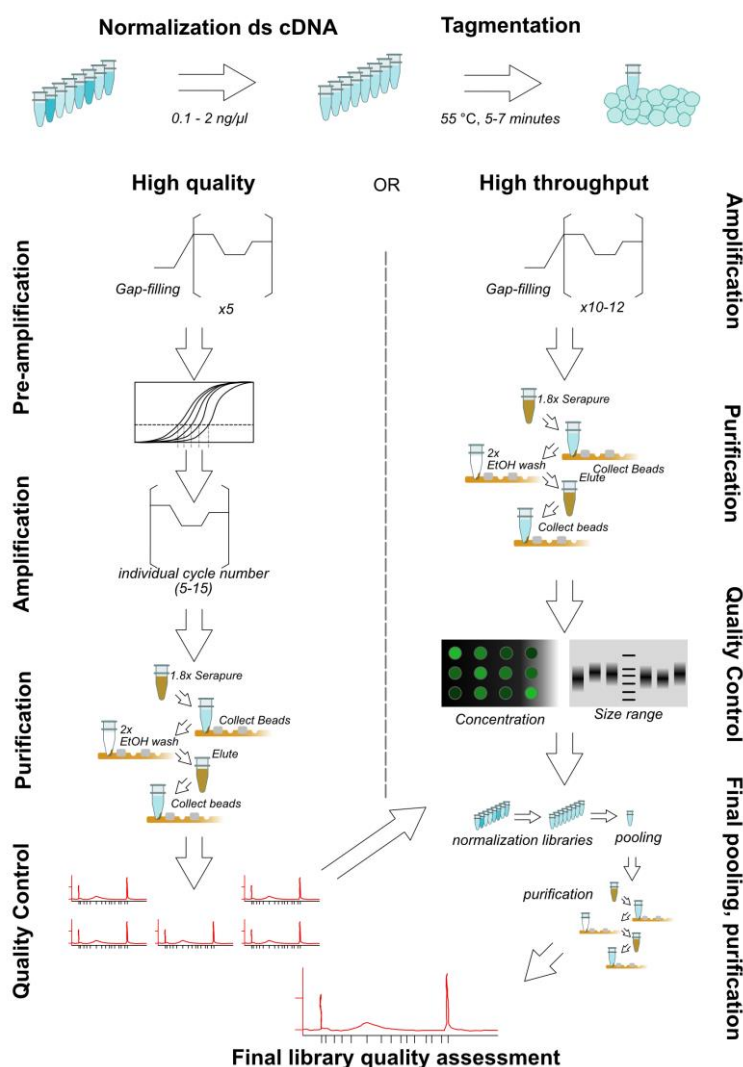 Normalization ds cDNA
Tagmentation
0.1 - 2 ng/µl
55 °C, 5-7 minutes
High quality
OR
High throughput
Pre-amplification
Gap-filling
x5
Amplification
individual cycle number
(5-15)
Purification
1.8x Serapure
Collect Beads
2x
EtOH wash
Elute
Collect beads
Quality Control
Amplification
Gap-filling
x10-12
Purification
1.8x Serapure
2x
EtOH wash
Collect Beads
Elute
Collect beads
Quality Control
Concentration
Size range
Final pooling, purification
normalization libraries
pooling
purification
Final library quality assessment